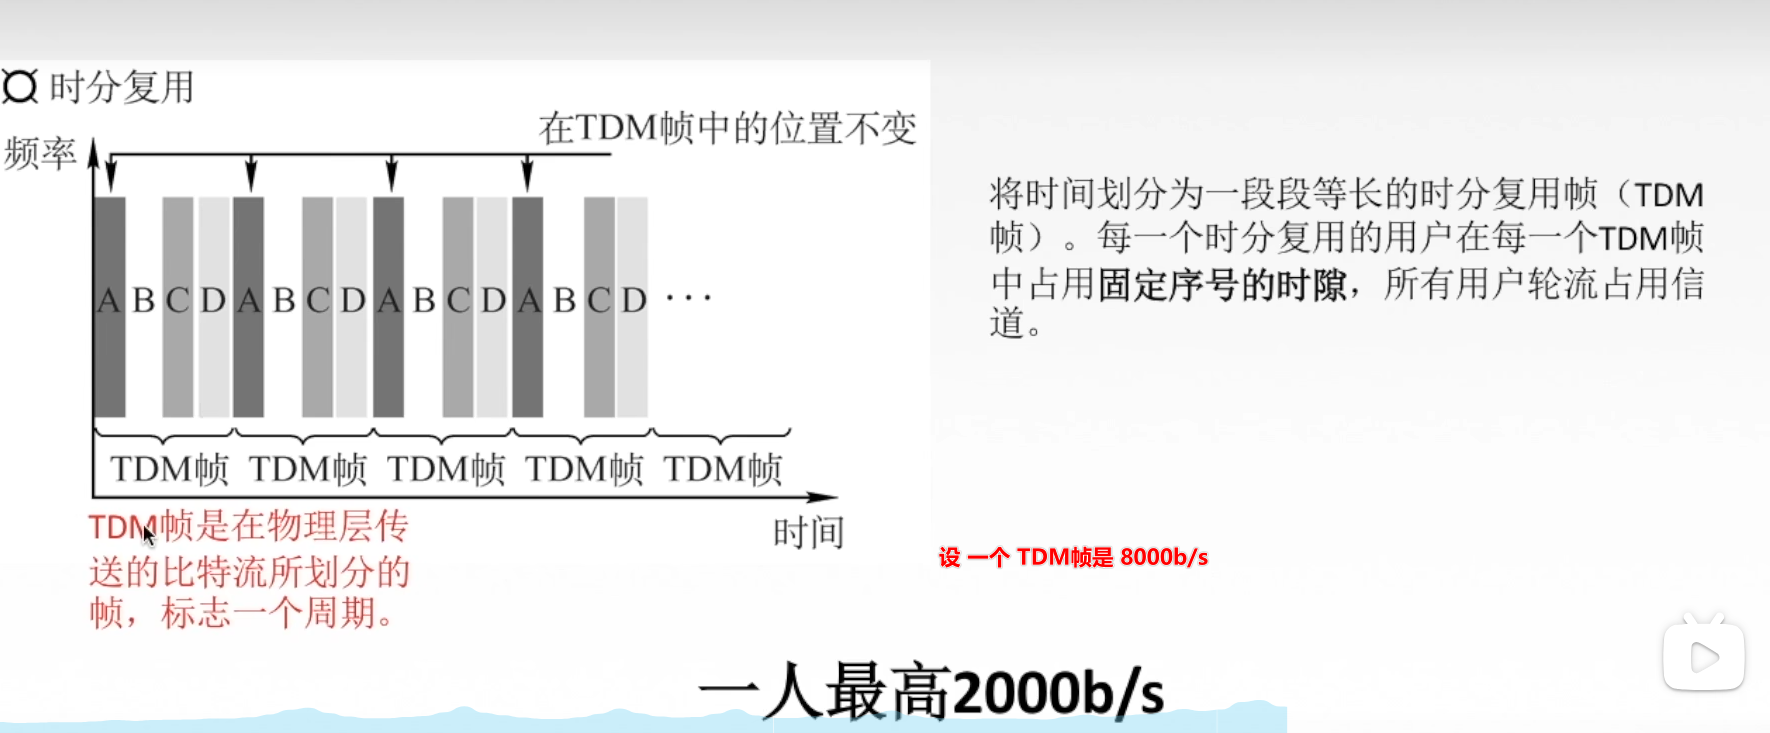 ¤ 时分复用
在TDM帧中的位置不变
频率
A B C D A B C D A B C D A B C D ···
TDM帧 TDM帧 TDM帧 TDM帧 TDM帧
时间
TDM帧是在物理层传
送的比特流所划分的
帧，标志一个周期。
将时间划分为一段段等长的时分复用帧（TDM
帧）。每一个时分复用的用户在每一个TDM帧
中占用固定序号的时隙，所有用户轮流占用信
道。
设 一个 TDM帧是 8000b/s
一人最高2000b/s